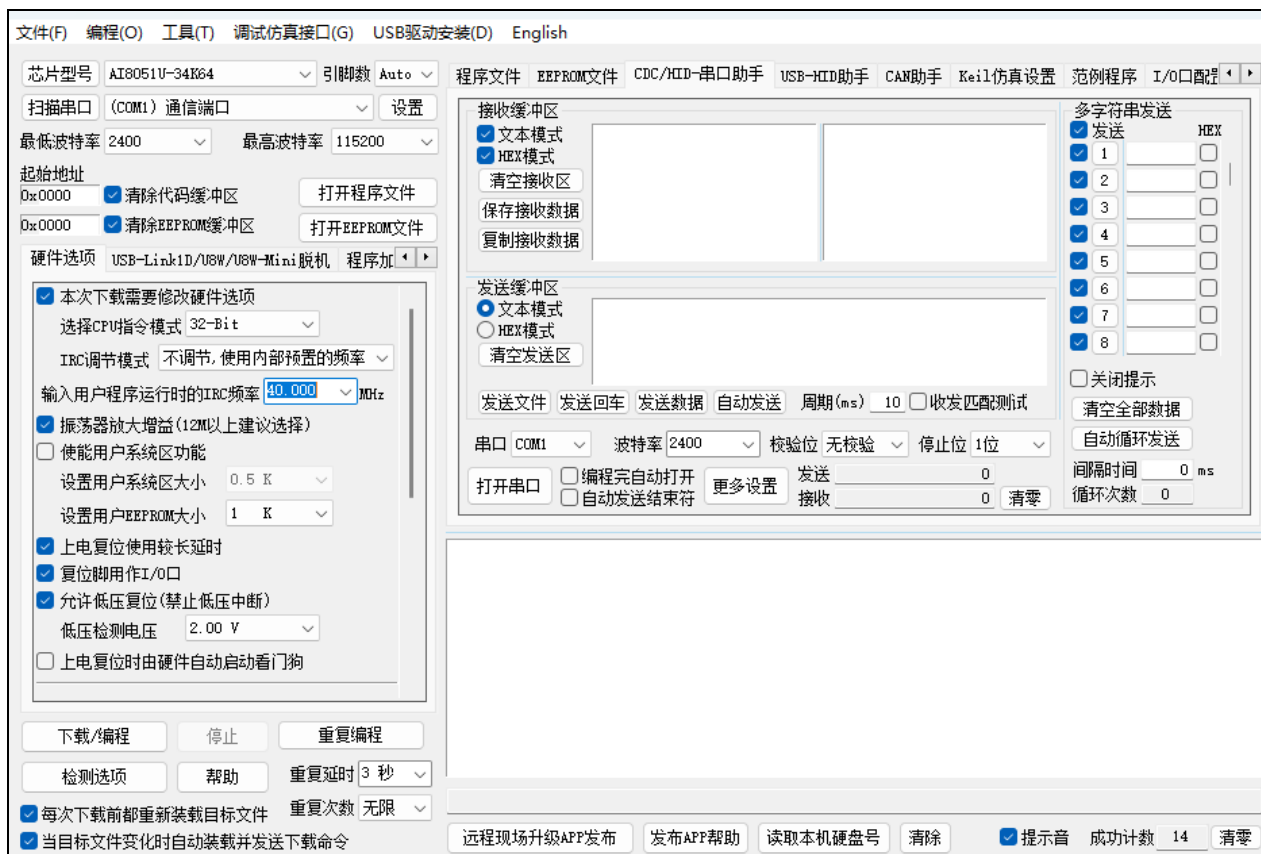 文件(F) 编程(O) 工具(T) 调试仿真接口(G) USB驱动安装(D) English
芯片型号 AI8051U-34K64 引脚数 Auto
扫描串口 (COM1) 通信端口 设置
最低波特率 2400 最高波特率 115200
起始地址
0x0000 清除代码缓冲区 打开程序文件
0x0000 清除EEPROM缓冲区 打开EEPROM文件
硬件选项 USB-Link1D/U8W/U8W-Mini脱机 程序加
本次下载需要修改硬件选项
选择CPU指令模式 32-Bit
IRC调节模式 不调节,使用内部预置的频率
输入用户程序运行时的IRC频率 40.000 MHz
振荡器放大增益(12M以上建议选择)
使能用户系统区功能
设置用户系统区大小 0.5 K
设置用户EEPROM大小 1 K
上电复位使用较长延时
复位脚用作I/O口
允许低压复位(禁止低压中断)
低压检测电压 2.00 V
上电复位时由硬件自动启动看门狗
下载/编程 停止 重复编程
检测选项 帮助 重复延时 3 秒
每次下载前都重新装载目标文件 重复次数 无限
当目标文件变化时自动装载并发送下载命令
程序文件 EEPROM文件 CDC/HID-串口助手 USB-HID助手 CAN助手 Keil仿真设置 范例程序 I/O口配
接收缓冲区
文本模式
HEX模式
清空接收区
保存接收数据
复制接收数据
发送缓冲区
文本模式
HEX模式
清空发送区
发送文件 发送回车 发送数据 自动发送 周期(ms) 10 收发匹配测试
串口 COM1 波特率 2400 校验位 无校验 停止位 1位
打开串口 编程完自动打开 更多设置 发送 0
自动发送结束符 接收 0 清零
多字符串发送
发送 HEX
1
2
3
4
5
6
7
8
关闭提示
清空全部数据
自动循环发送
间隔时间 0 ms
循环次数 0
远程现场升级APP发布 发布APP帮助 读取本机硬盘号 清除 提示音 成功计数 14 清零